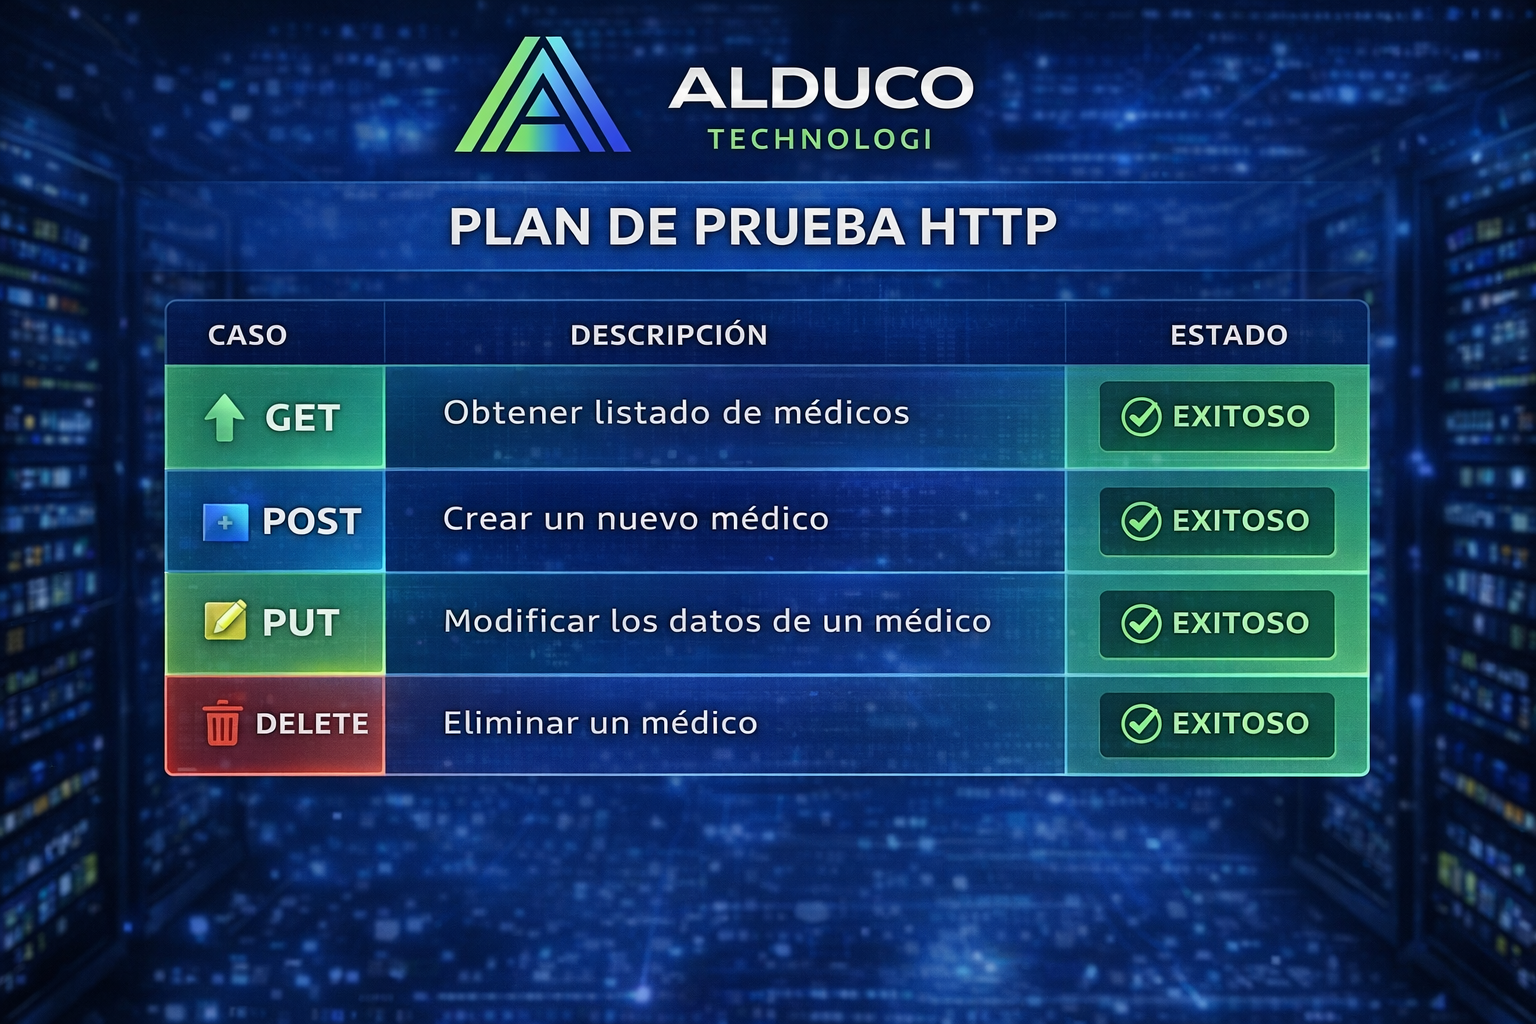 ALDUCO
TECHNOLOGI
PLAN DE PRUEBA HTTP
CASO DESCRIPCIÓN ESTADO
GET Obtener listado de médicos EXITOSO
POST Crear un nuevo médico EXITOSO
PUT Modificar los datos de un médico EXITOSO
DELETE Eliminar un médico EXITOSO